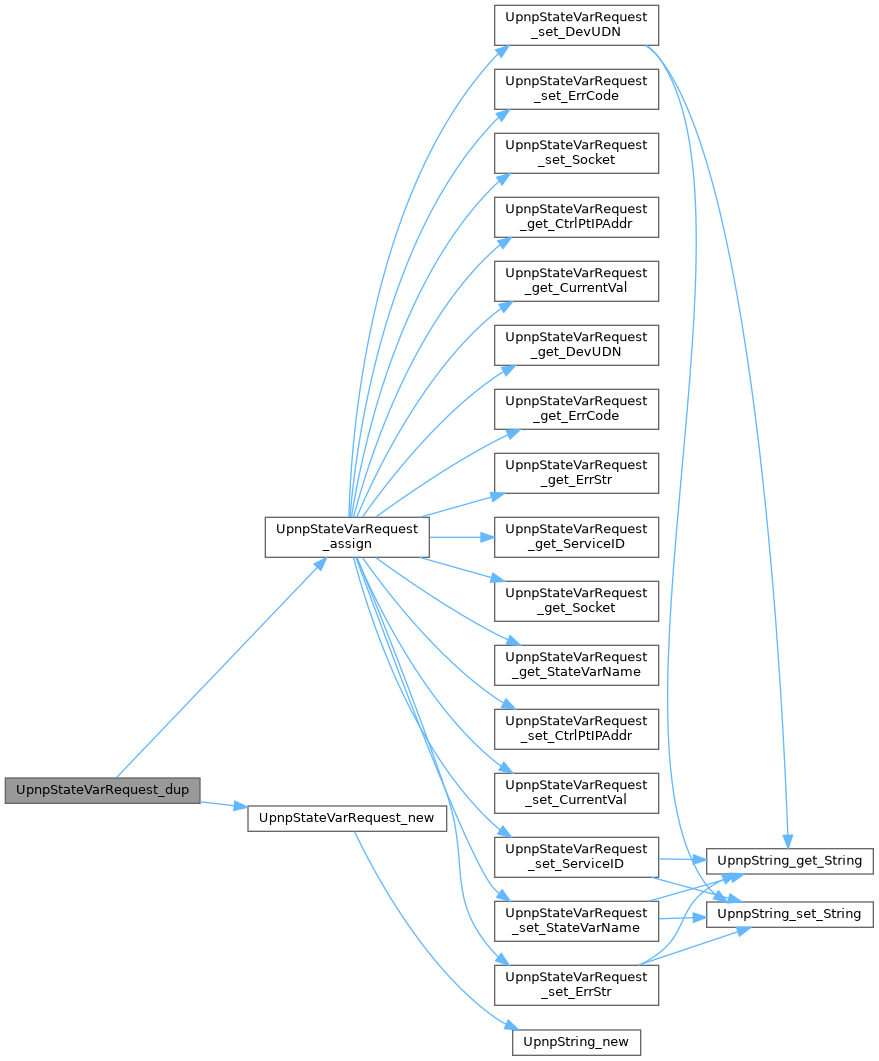 UpnpStateVarRequest
_set_DevUDN
UpnpStateVarRequest
_set_ErrCode
UpnpStateVarRequest
_set_Socket
UpnpStateVarRequest
_get_CtrlPtIPAddr
UpnpStateVarRequest
_get_CurrentVal
UpnpStateVarRequest
_get_DevUDN
UpnpStateVarRequest
_get_ErrCode
UpnpStateVarRequest
_get_ErrStr
UpnpStateVarRequest
_assign
UpnpStateVarRequest
_get_ServiceID
UpnpStateVarRequest
_get_Socket
UpnpStateVarRequest
_get_StateVarName
UpnpStateVarRequest
_set_CtrlPtIPAddr
UpnpStateVarRequest_dup
UpnpStateVarRequest
_set_CurrentVal
UpnpStateVarRequest_new
UpnpStateVarRequest
_set_ServiceID
UpnpString_get_String
UpnpStateVarRequest
_set_StateVarName
UpnpString_set_String
UpnpStateVarRequest
_set_ErrStr
UpnpString_new